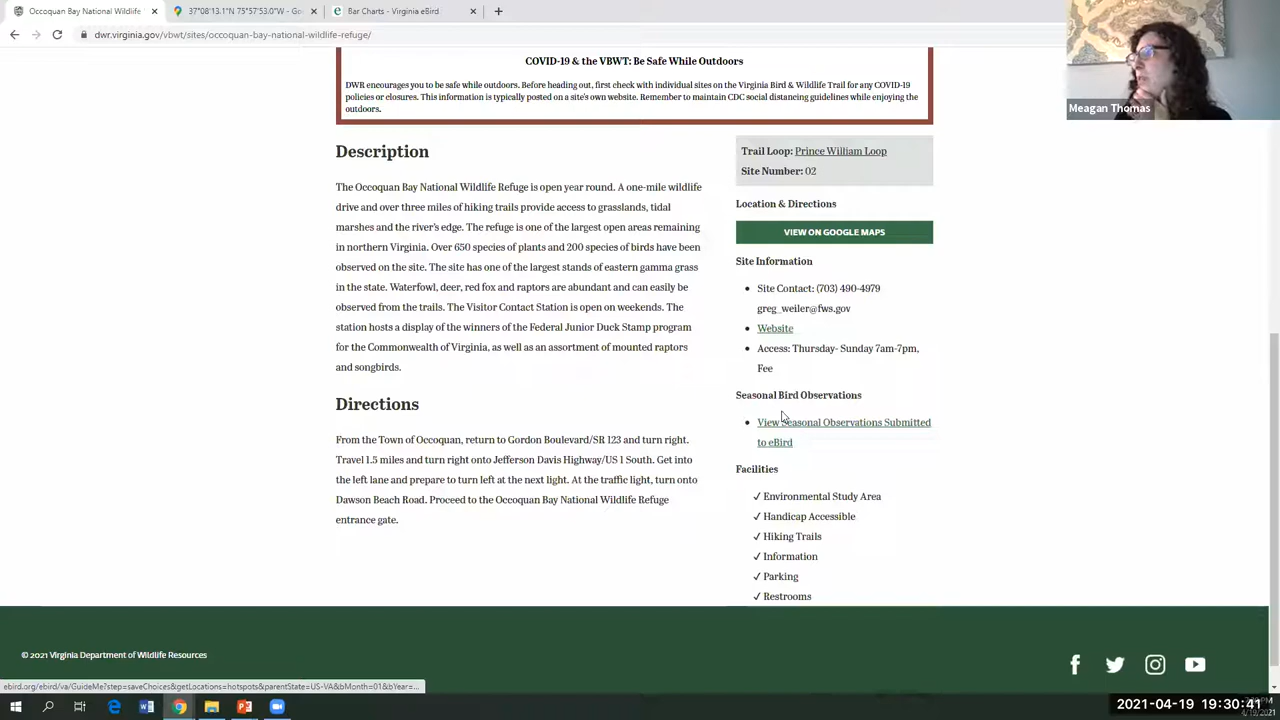 Occoquan Bay National Wildlife
37°08'13.1"N 75°57'53.0"W - Go
Bar Charts - Virginia eBird
dwr.virginia.gov/vbwt/sites/occoquan-bay-national-wildlife-refuge/
Meagan Thomas
COVID-19 & the VBWT: Be Safe While Outdoors
DWR encourages you to be safe while outdoors. Before heading out, first check with individual sites on the Virginia Bird & Wildlife Trail for any COVID-19
policies or closures. This information is typically posted on a site's own website. Remember to maintain CDC social distancing guidelines while enjoying the
outdoors.
Description
The Occoquan Bay National Wildlife Refuge is open year round. A one-mile wildlife
drive and over three miles of hiking trails provide access to grasslands, tidal
marshes and the river's edge. The refuge is one of the largest open areas remaining
in northern Virginia. Over 650 species of plants and 200 species of birds have been
observed on the site. The site has one of the largest stands of eastern gamma grass
in the state. Waterfowl, deer, red fox and raptors are abundant and can easily be
observed from the trails. The Visitor Contact Station is open on weekends. The
station hosts a display of the winners of the Federal Junior Duck Stamp program
for the Commonwealth of Virginia, as well as an assortment of mounted raptors
and songbirds.
Directions
From the Town of Occoquan, return to Gordon Boulevard/SR 123 and turn right.
Travel 1.5 miles and turn right onto Jefferson Davis Highway/US 1 South. Get into
the left lane and prepare to turn left at the next light. At the traffic light, turn onto
Dawson Beach Road. Proceed to the Occoquan Bay National Wildlife Refuge
entrance gate.
Trail Loop: Prince William Loop
Site Number: 02
Location & Directions
VIEW ON GOOGLE MAPS
Site Information
Site Contact: (703) 490-4979
greg_weiler@fws.gov
Website
Access: Thursday- Sunday 7am-7pm,
Fee
Seasonal Bird Observations
View Seasonal Observations Submitted
to eBird
Facilities
✓ Environmental Study Area
✓ Handicap Accessible
✓ Hiking Trails
✓ Information
✓ Parking
✓ Restrooms
© 2021 Virginia Department of Wildlife Resources
ebird.org/ebird/va/GuideMe?step=saveChoices&getLocations=hotspots&parentState=US-VA&bMonth=01&bYear=...
2021-04-19 19:30:41
4/19/2021